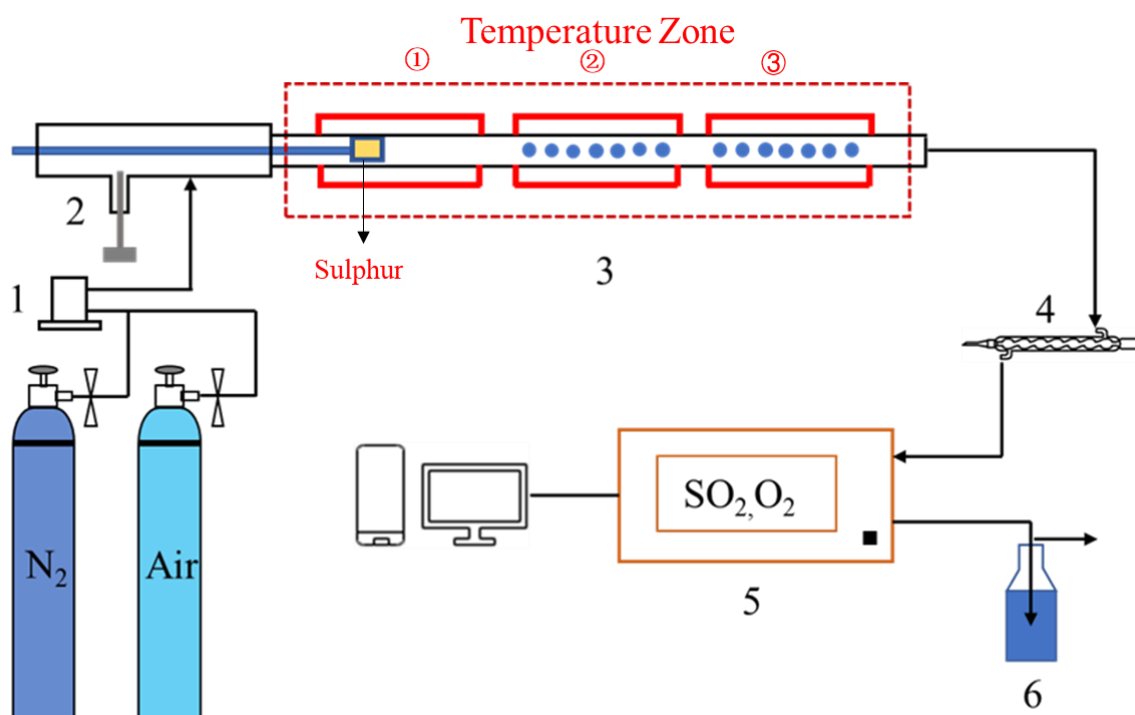 Temperature Zone
① ② ③
2
Sulphur
3
1
4
N₂
Air
SO₂,O₂
5
6